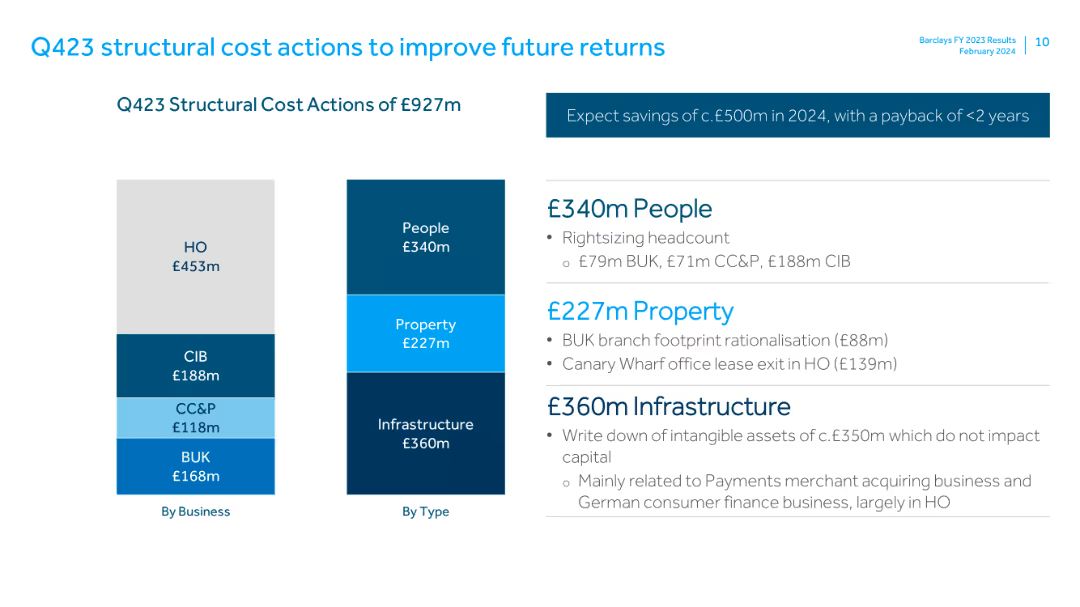 Q423 structural cost actions to improve future returns
Barclays FY 2023 Results
February 2024
10
Q423 Structural Cost Actions of £927m
HO
£453m
CIB
£188m
CC&P
£118m
BUK
£168m
By Business
People
£340m
Property
£227m
Infrastructure
£360m
By Type
Expect savings of c.£500m in 2024, with a payback of <2 years
£340m People
• Rightsizing headcount
o £79m BUK, £71m CC&P, £188m CIB
£227m Property
• BUK branch footprint rationalisation (£88m)
• Canary Wharf office lease exit in HO (£139m)
£360m Infrastructure
• Write down of intangible assets of c.£350m which do not impact
capital
o Mainly related to Payments merchant acquiring business and
German consumer finance business, largely in HO